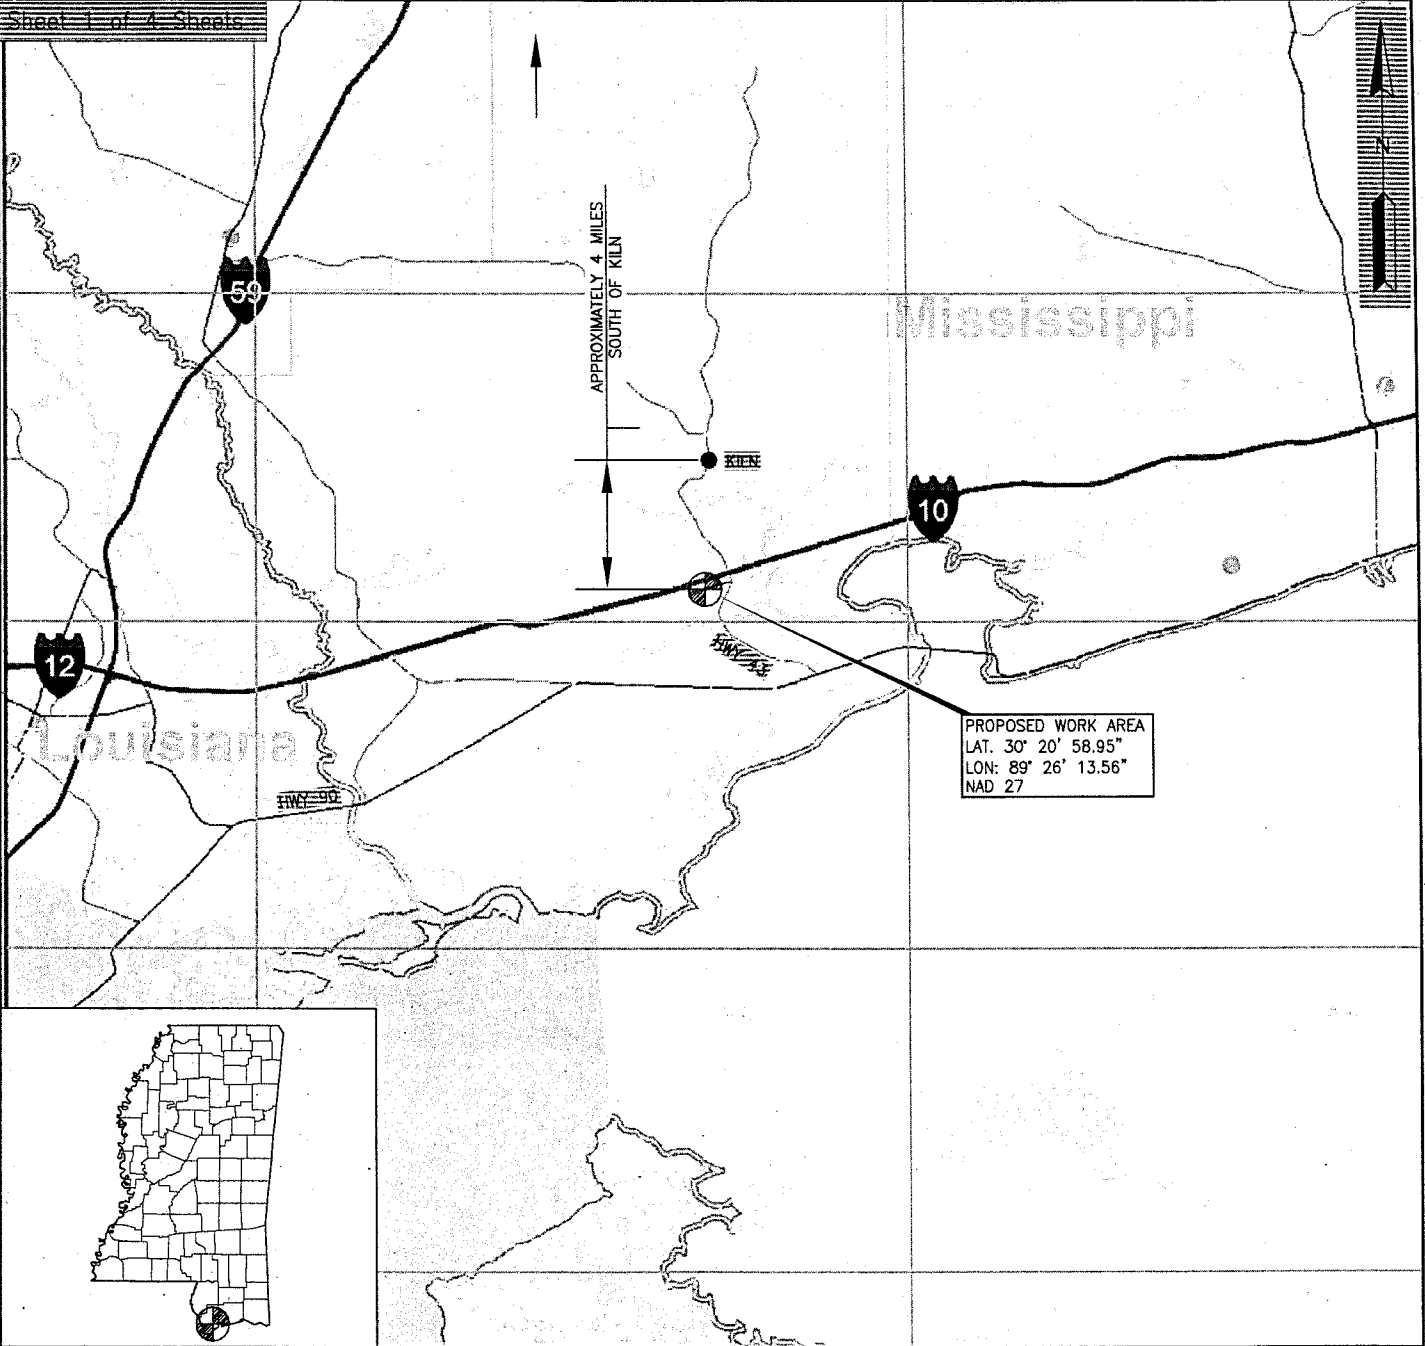 Sheet 1 of 4 Sheets
N
59
APPROXIMATELY 4 MILES
SOUTH OF KILN
Mississippi
KILN
10
12
HWY 43
Louisiana
HWY 90
PROPOSED WORK AREA
LAT. 30° 20' 58.95"
LON: 89° 26' 13.56"
NAD 27